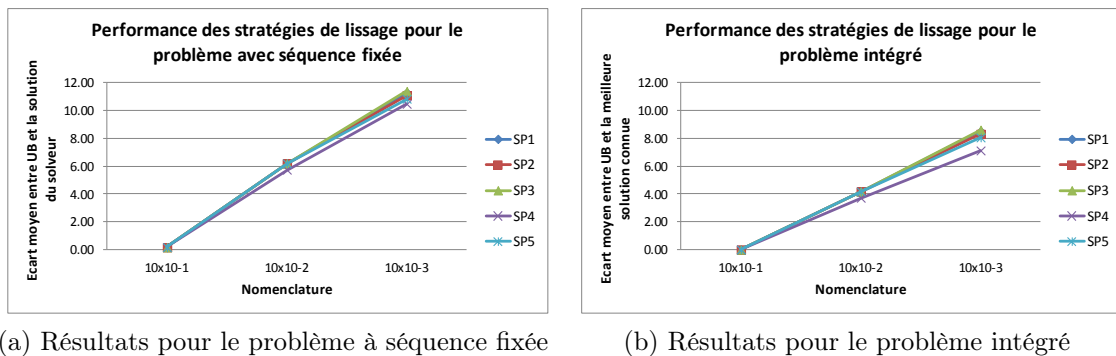 Performance des stratégies de lissage pour le
problème avec séquence fixée
Ecart moyen entre UB et la solution
du solveur
12.00
10.00
8.00
6.00
4.00
2.00
0.00
10x10-1
10x10-2
10x10-3
Nomenclature
SP1
SP2
SP3
SP4
SP5
Performance des stratégies de lissage pour le
problème intégré
Ecart moyen entre UB et la meilleure
solution connue
12.00
10.00
8.00
6.00
4.00
2.00
0.00
10x10-1
10x10-2
10x10-3
Nomenclature
SP1
SP2
SP3
SP4
SP5
(a) Résultats pour le problème à séquence fixée
(b) Résultats pour le problème intégré